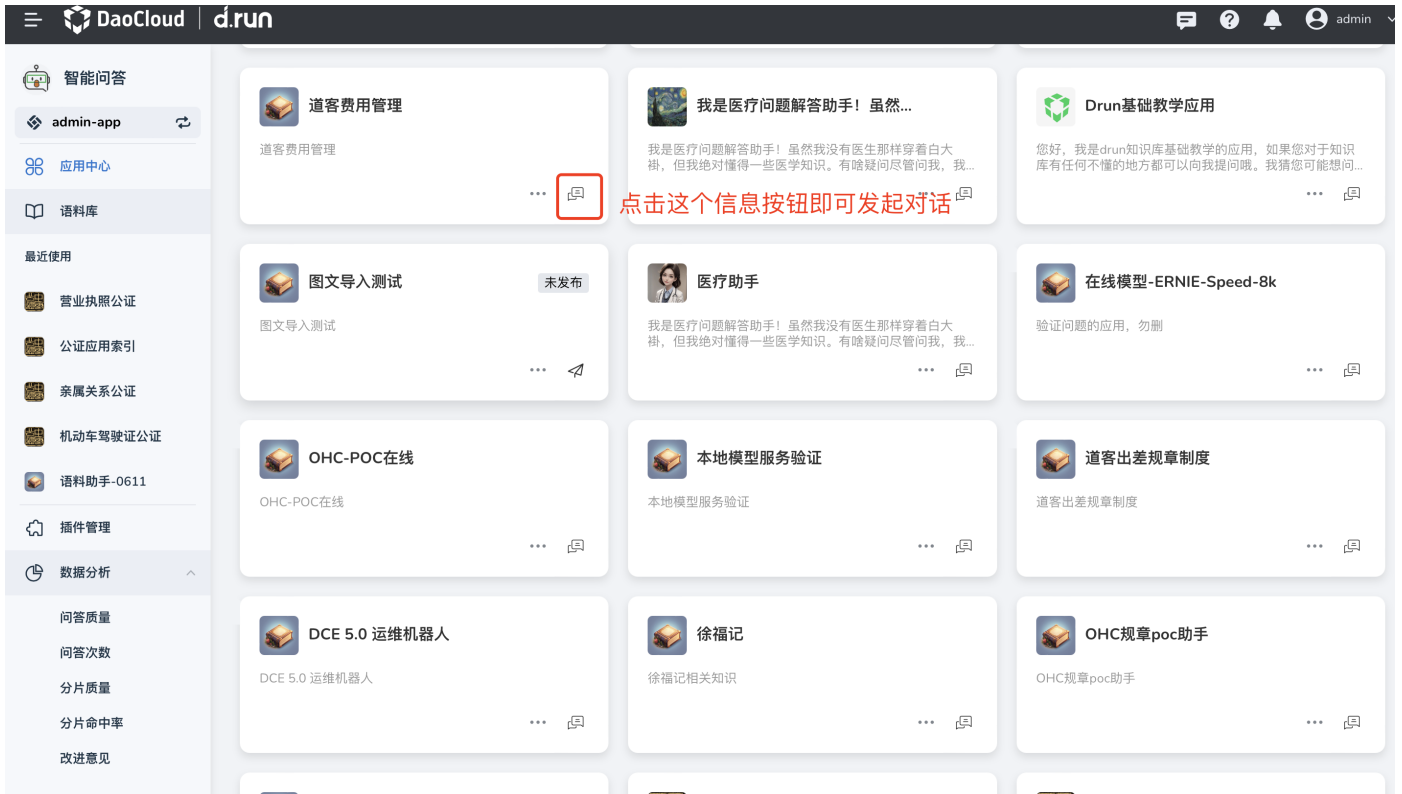 DaoCloud d.run
admin
智能问答
admin-app
应用中心
语料库
最近使用
营业执照公证
公证应用索引
亲属关系公证
机动车驾驶证公证
语料助手-0611
插件管理
数据分析
问答质量
问答次数
分片质量
分片命中率
改进意见
道客费用管理
道客费用管理
点击这个信息按钮即可发起对话
我是医疗问题解答助手！虽然...
我是医疗问题解答助手！虽然我没有医生那样穿着白大
褂，但我绝对懂得一些医学知识。有啥疑问尽管问我，我...
Drun基础教学应用
您好，我是drun知识库基础教学的应用，如果您对于知识
库有任何不懂的地方都可以向我提问哦。我猜您可能想问...
图文导入测试
未发布
图文导入测试
医疗助手
我是医疗问题解答助手！虽然我没有医生那样穿着白大
褂，但我绝对懂得一些医学知识。有啥疑问尽管问我，我...
在线模型-ERNIE-Speed-8k
验证问题的应用，勿删
OHC-POC在线
OHC-POC在线
本地模型服务验证
本地模型服务验证
道客出差规章制度
道客出差规章制度
DCE 5.0 运维机器人
DCE 5.0 运维机器人
徐福记
徐福记相关知识
OHC规章poc助手
OHC规章poc助手